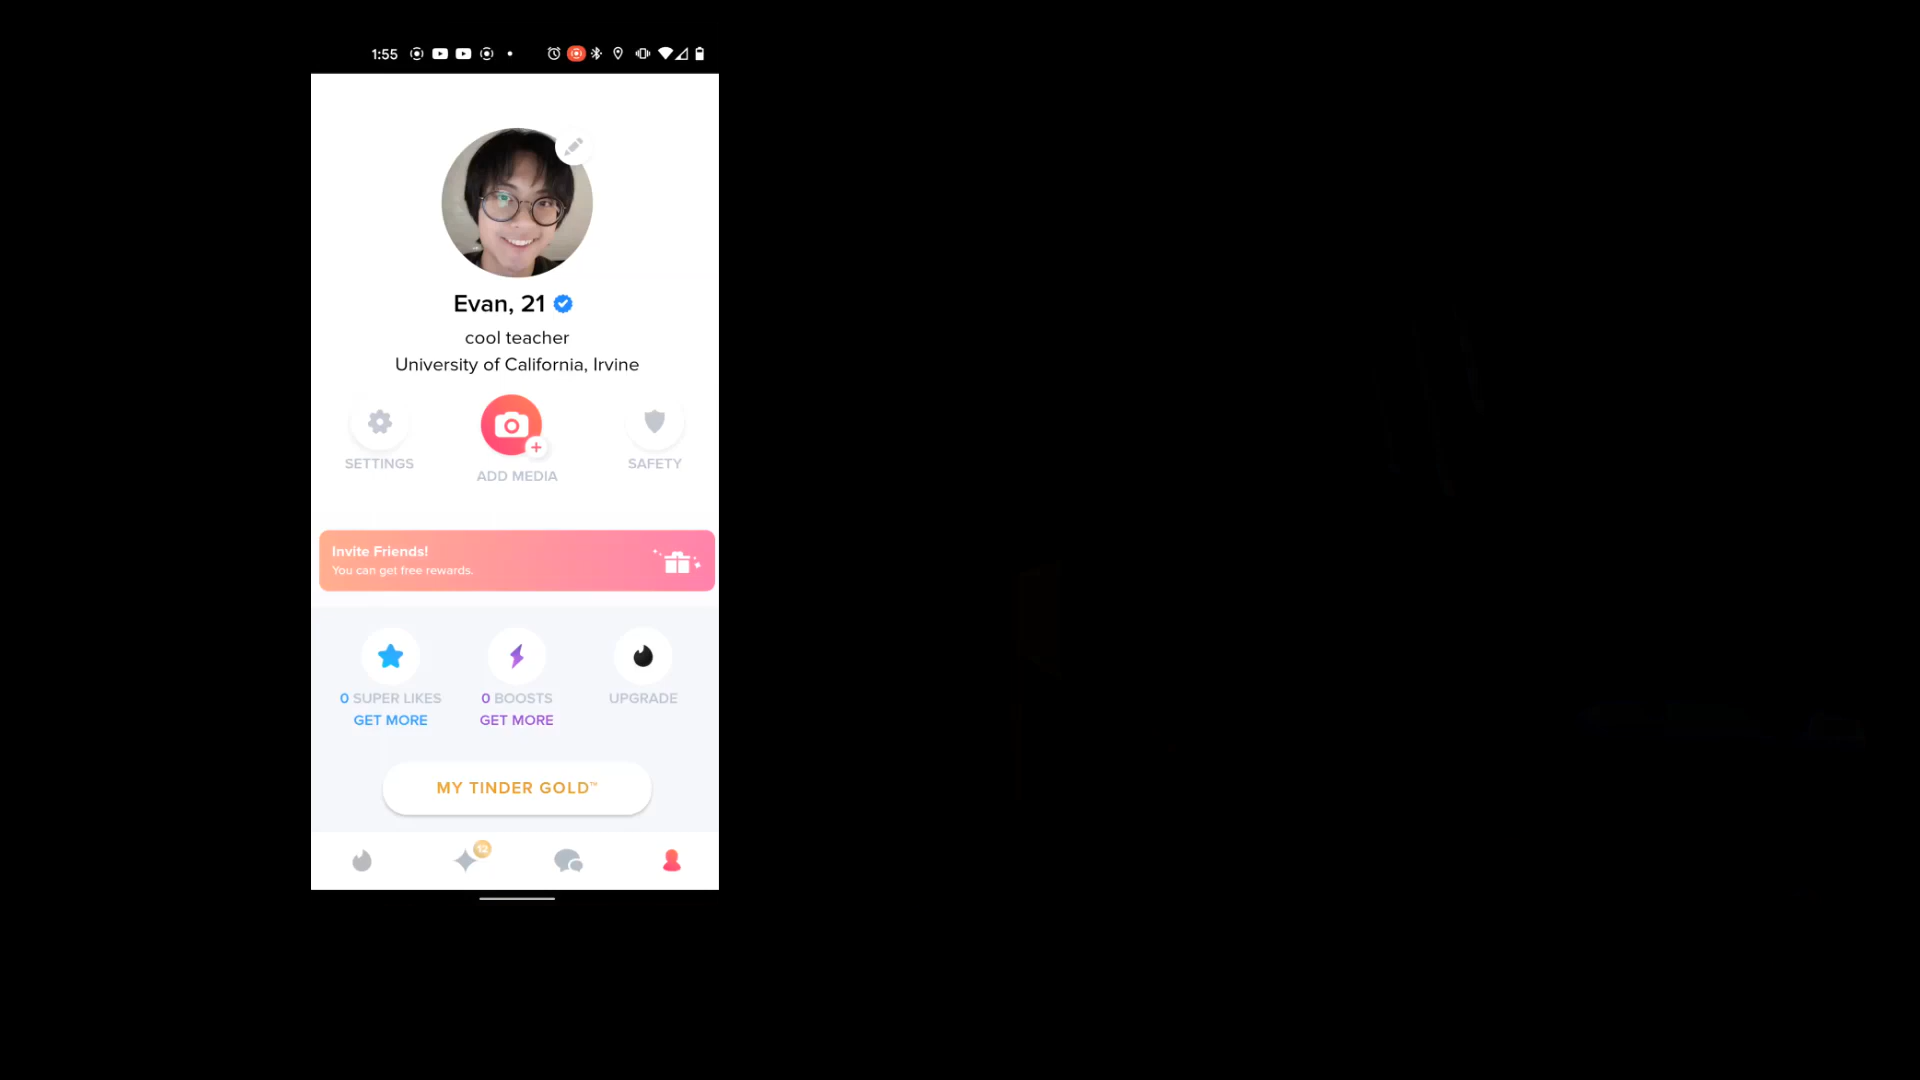 1:55
Evan, 21
cool teacher
University of California, Irvine
SETTINGS
ADD MEDIA
SAFETY
Invite Friends!
You can get free rewards.
0 SUPER LIKES
GET MORE
0 BOOSTS
GET MORE
UPGRADE
MY TINDER GOLD™
12